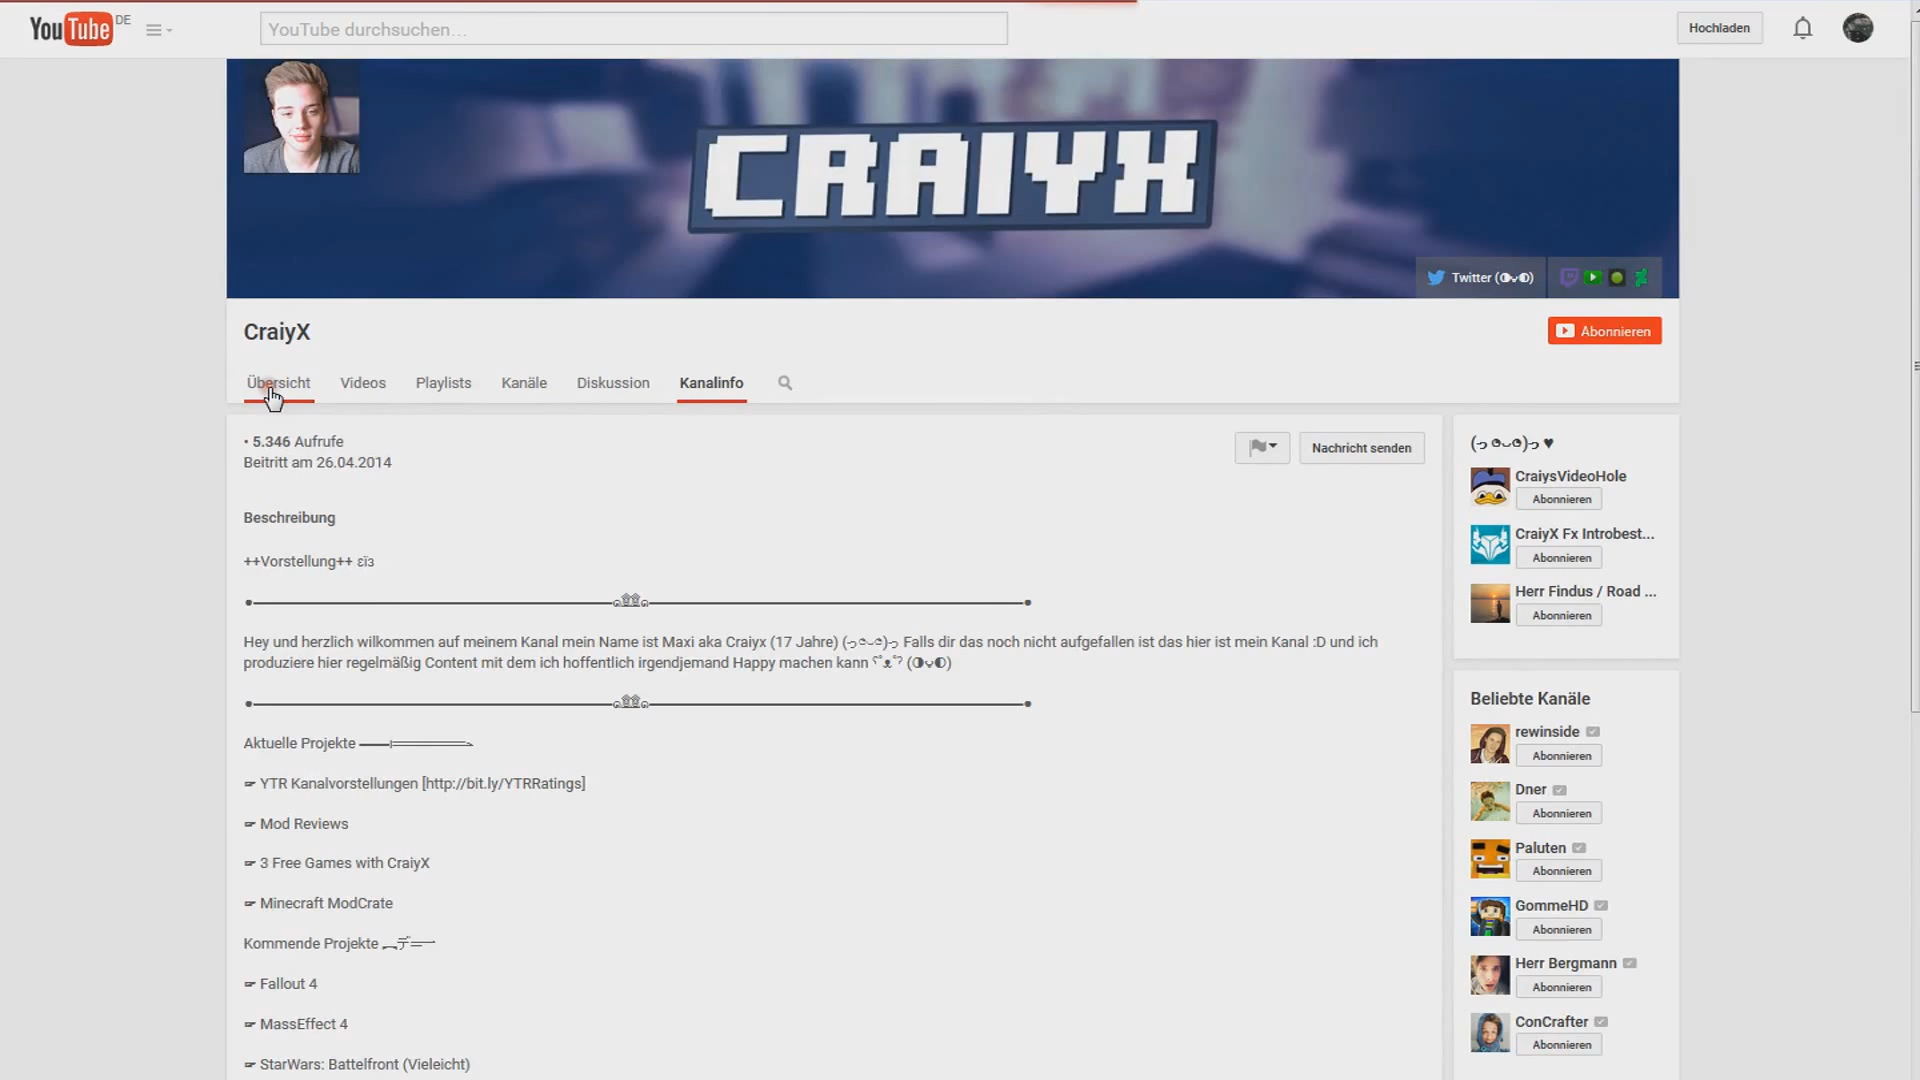 YouTube DE
YouTube durchsuchen...
Hochladen
CRAIYX
Twitter (◑ᴗ◐)
CraiyX
Abonnieren
Übersicht Videos Playlists Kanäle Diskussion Kanalinfo
• 5.346 Aufrufe
Beitritt am 26.04.2014
Nachricht senden
Beschreibung
++Vorstellung++ εϊз
Hey und herzlich wilkommen auf meinem Kanal mein Name ist Maxi aka Craiyx (17 Jahre) Falls dir das noch nicht aufgefallen ist das hier ist mein Kanal :D und ich
produziere hier regelmäßig Content mit dem ich hoffentlich irgendjemand Happy machen kann
Aktuelle Projekte
☛ YTR Kanalvorstellungen [http://bit.ly/YTRRatings]
☛ Mod Reviews
☛ 3 Free Games with CraiyX
☛ Minecraft ModCrate
Kommende Projekte ︻デ═一
☛ Fallout 4
☛ MassEffect 4
☛ StarWars: Battelfront (Vieleicht)
♥
CraiysVideoHole
Abonnieren
CraiyX Fx Introbest...
Abonnieren
Herr Findus / Road ...
Abonnieren
Beliebte Kanäle
rewinside
Abonnieren
Dner
Abonnieren
Paluten
Abonnieren
GommeHD
Abonnieren
Herr Bergmann
Abonnieren
ConCrafter
Abonnieren